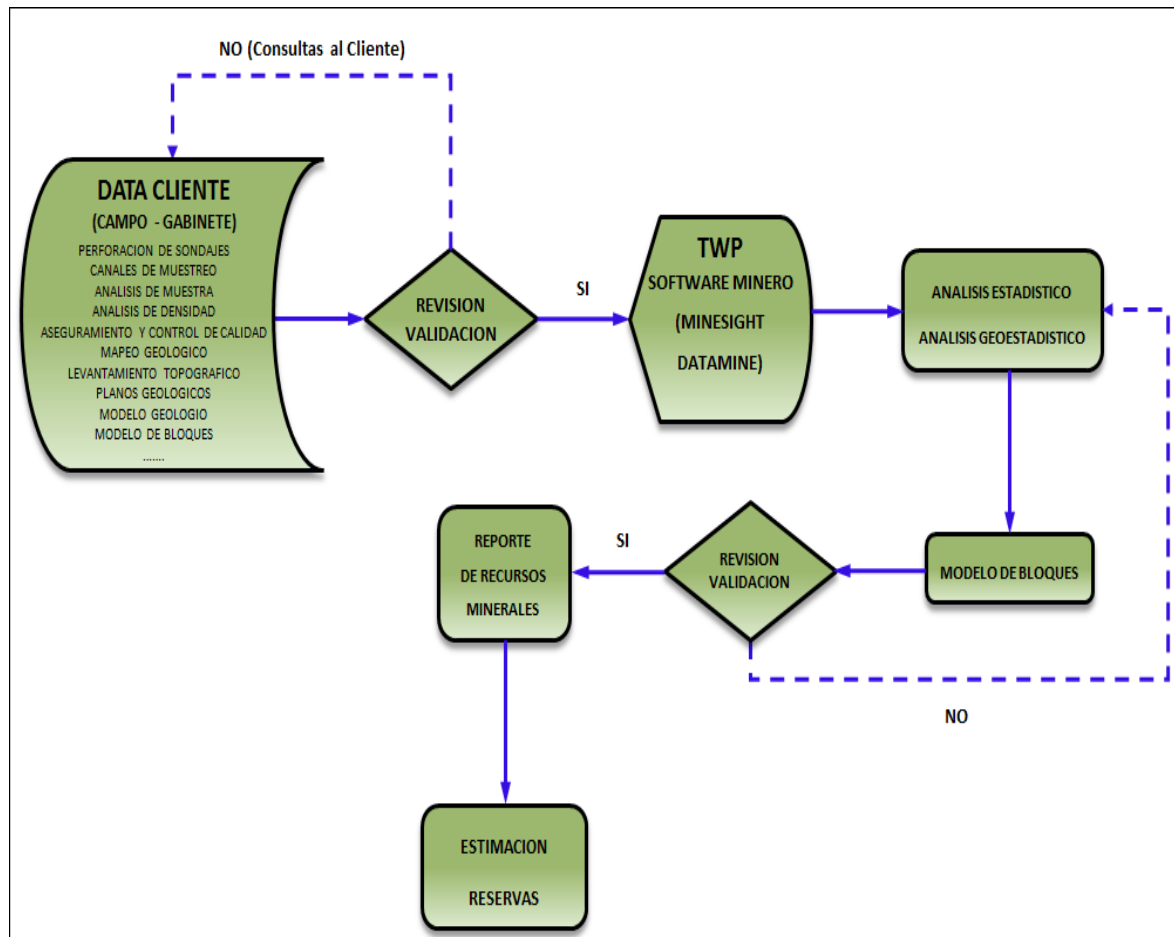 NO (Consultas al Cliente)
DATA CLIENTE
(CAMPO - GABINETE)
PERFORACION DE SONDAJES
CANALES DE MUESTREO
ANALISIS DE MUESTRA
ANALISIS DE DENSIDAD
ASEGURAMIENTO Y CONTROL DE CALIDAD
MAPEO GEOLOGICO
LEVANTAMIENTO TOPOGRAFICO
PLANOS GEOLOGICOS
MODELO GEOLOGIO
MODELO DE BLOQUES
.......
REVISION
VALIDACION
SI
TWP
SOFTWARE MINERO
(MINESIGHT
DATAMINE)
ANALISIS ESTADISTICO
ANALISIS GEOESTADISTICO
MODELO DE BLOQUES
REVISION
VALIDACION
NO
SI
REPORTE
DE RECURSOS
MINERALES
ESTIMACION
RESERVAS